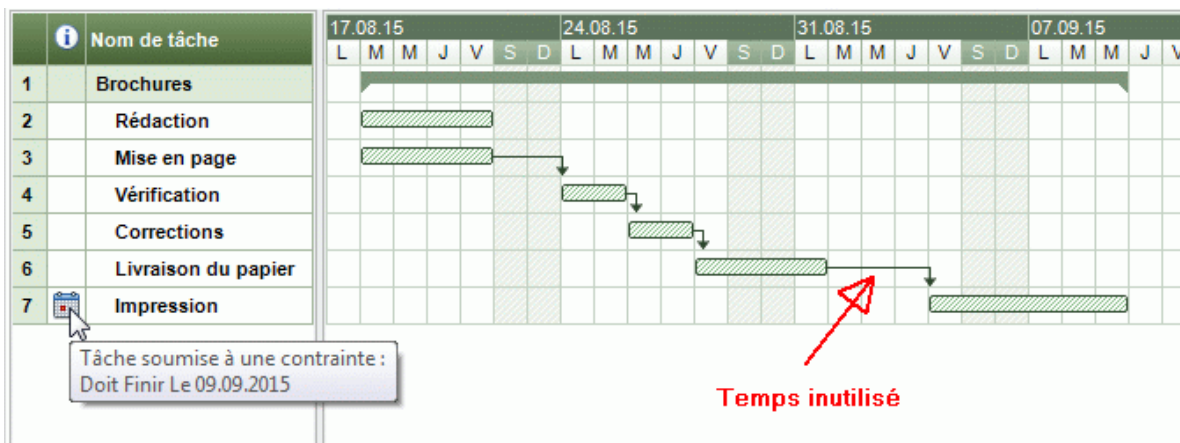 17.08.15 24.08.15 31.08.15 07.09.15
Nom de tâche
L M M J V S D L M M J V S D L M M J V S D L M M J V
1 Brochures
2 Rédaction
3 Mise en page
4 Vérification
5 Corrections
6 Livraison du papier
7 Impression
Tâche soumise à une contrainte :
Doit Finir Le 09.09.2015
Temps inutilisé